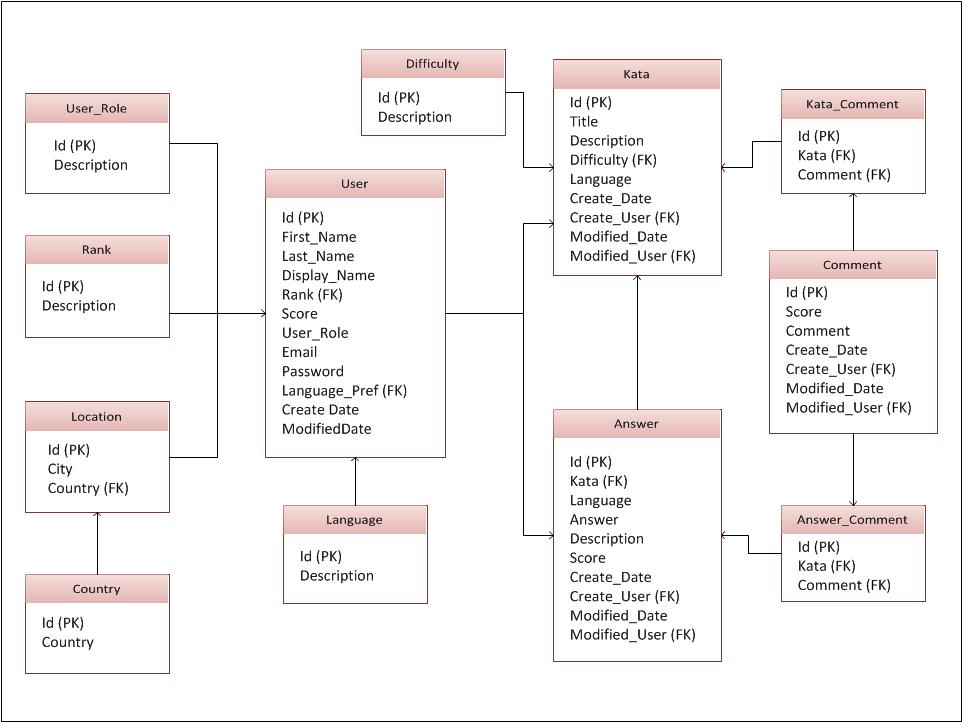 Difficulty
Id (PK)
Description
Kata
Id (PK)
Title
Description
Difficulty (FK)
Language
Create_Date
Create_User (FK)
Modified_Date
Modified_User (FK)
Kata_Comment
Id (PK)
Kata (FK)
Comment (FK)
User_Role
Id (PK)
Description
User
Id (PK)
First_Name
Last_Name
Display_Name
Rank (FK)
Score
User_Role
Email
Password
Language_Pref (FK)
Create Date
ModifiedDate
Rank
Id (PK)
Description
Comment
Id (PK)
Score
Comment
Create_Date
Create_User (FK)
Modified_Date
Modified_User (FK)
Location
Id (PK)
City
Country (FK)
Answer
Id (PK)
Kata (FK)
Language
Answer
Description
Score
Create_Date
Create_User (FK)
Modified_Date
Modified_User (FK)
Language
Id (PK)
Description
Answer_Comment
Id (PK)
Kata (FK)
Comment (FK)
Country
Id (PK)
Country